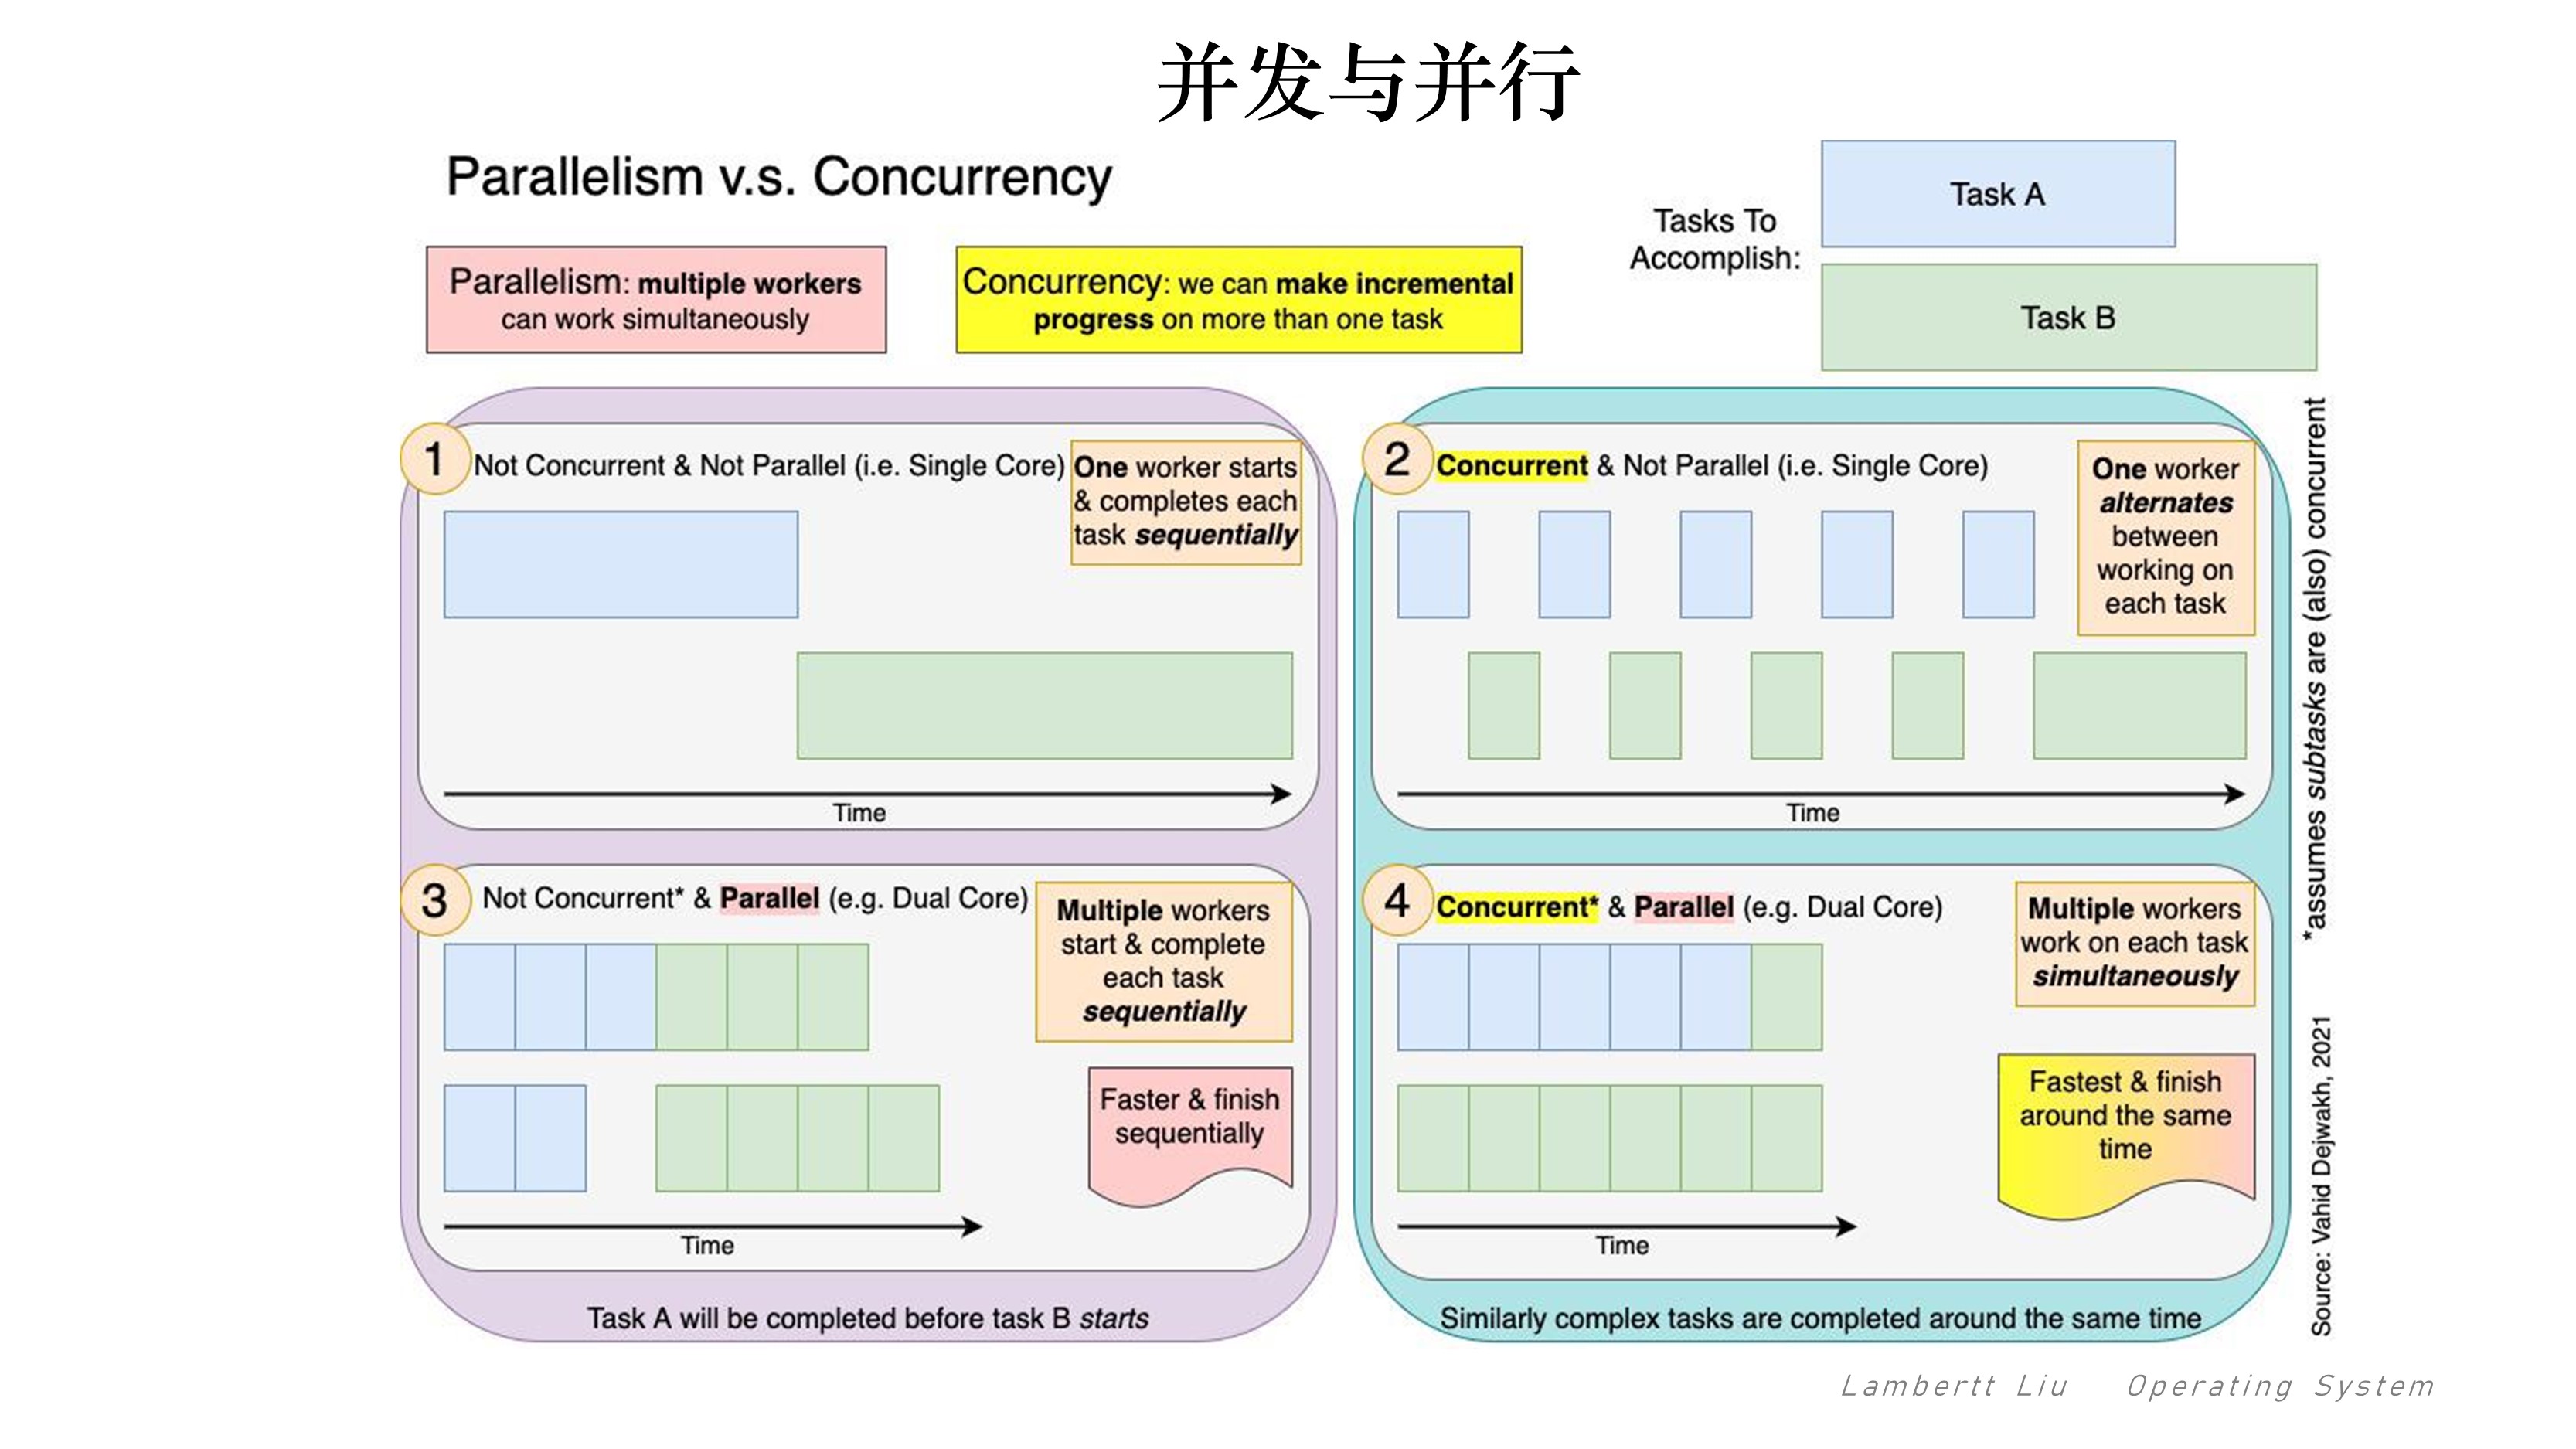 并发与并行
Parallelism v.s. Concurrency
Parallelism: multiple workers
can work simultaneously
Concurrency: we can make incremental
progress on more than one task
Tasks To
Accomplish:
Task A
Task B
1
Not Concurrent & Not Parallel (i.e. Single Core)
One worker starts
& completes each
task sequentially
Time
2
Concurrent & Not Parallel (i.e. Single Core)
One worker
alternates
between
working on
each task
Time
3
Not Concurrent* & Parallel (e.g. Dual Core)
Multiple workers
start & complete
each task
sequentially
Faster & finish
sequentially
Time
Task A will be completed before task B starts
4
Concurrent* & Parallel (e.g. Dual Core)
Multiple workers
work on each task
simultaneously
Fastest & finish
around the same
time
Time
Similarly complex tasks are completed around the same time
*assumes subtasks are (also) concurrent
Source: Vahid Dejwakh, 2021
Lambertt Liu Operating System